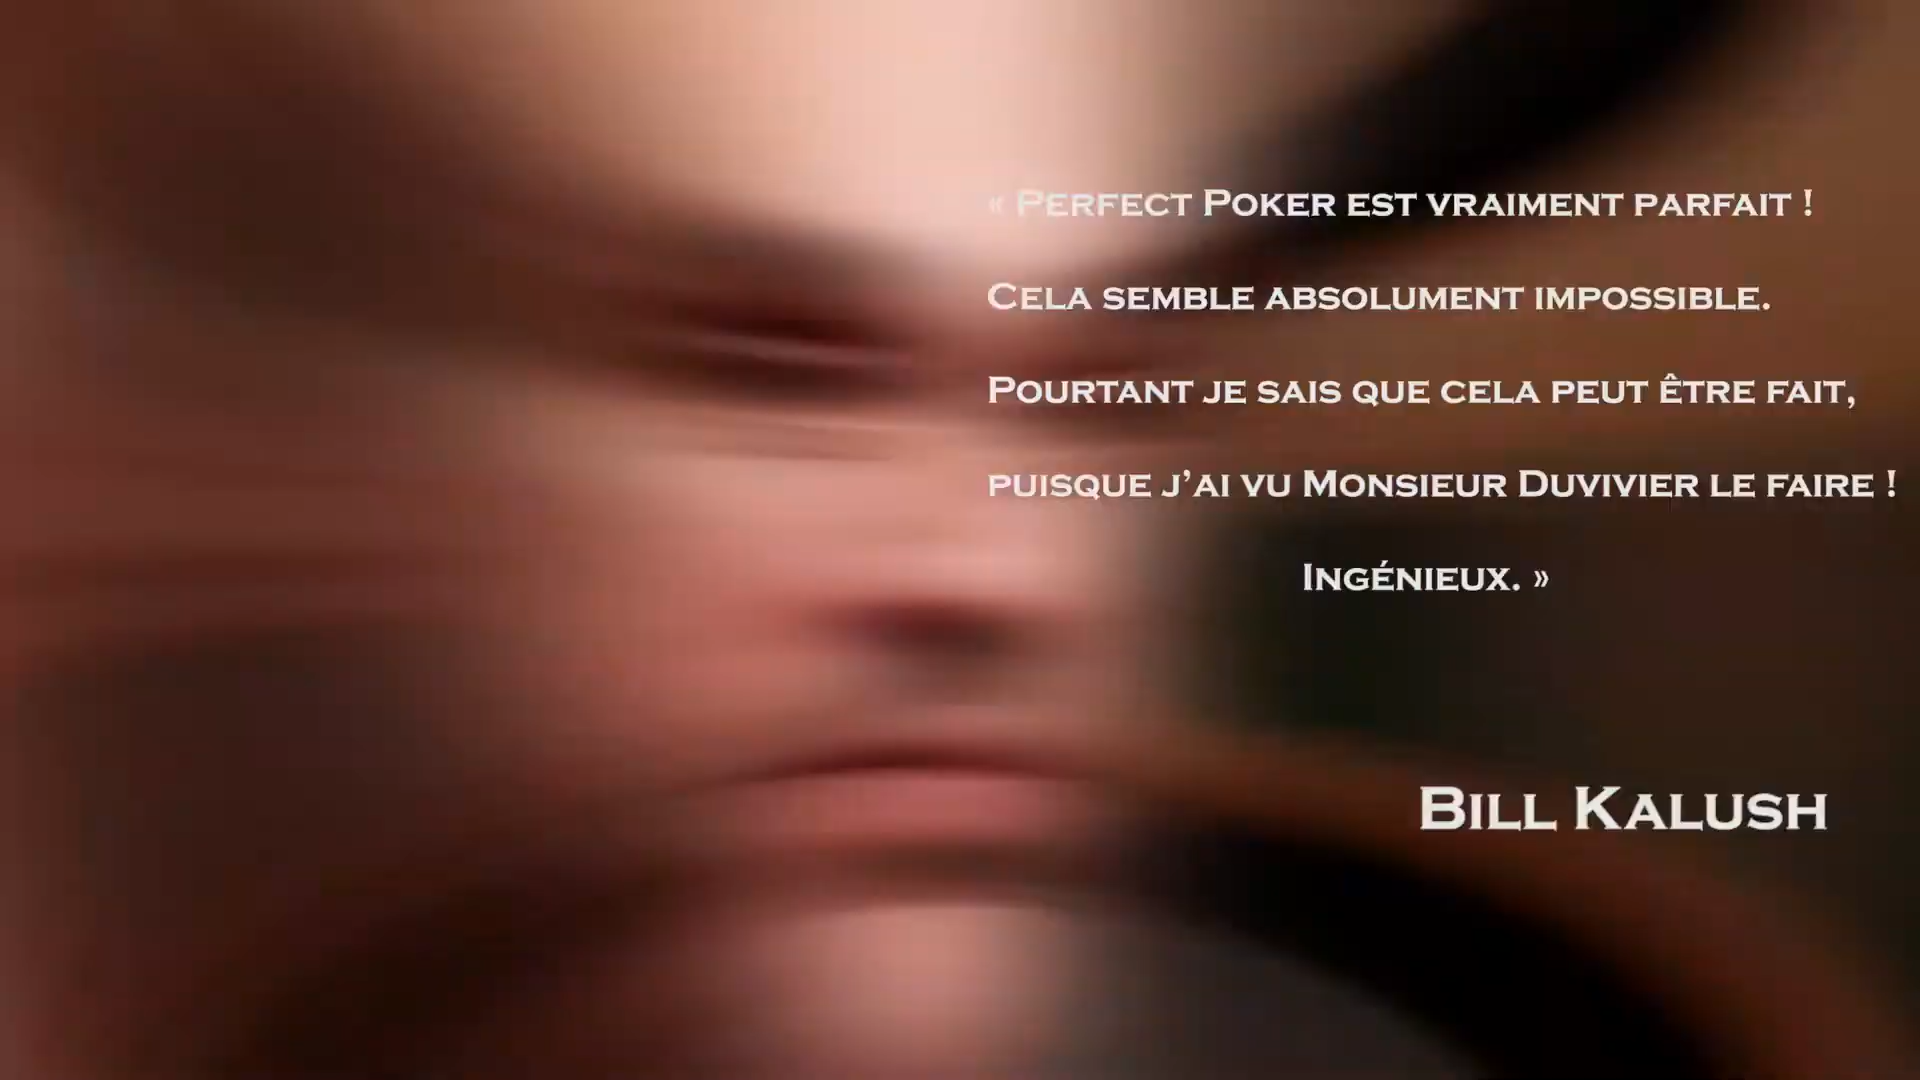 « Perfect Poker est vraiment parfait !
Cela semble absolument impossible.
Pourtant je sais que cela peut être fait,
puisque j’ai vu Monsieur Duvivier le faire !
Ingénieux. »
Bill Kalush